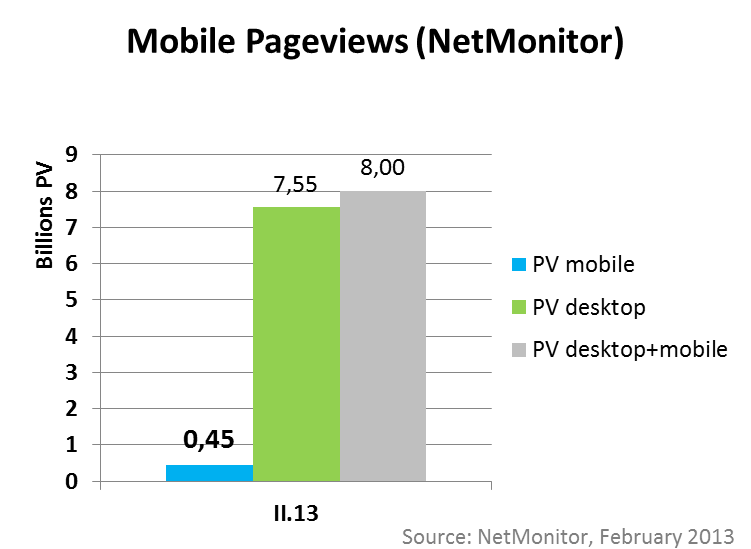 Mobile Pageviews (NetMonitor)
Billions PV
9
8
7
6
5
4
3
2
1
0
0,45
7,55
8,00
II.13
PV mobile
PV desktop
PV desktop+mobile
Source: NetMonitor, February 2013